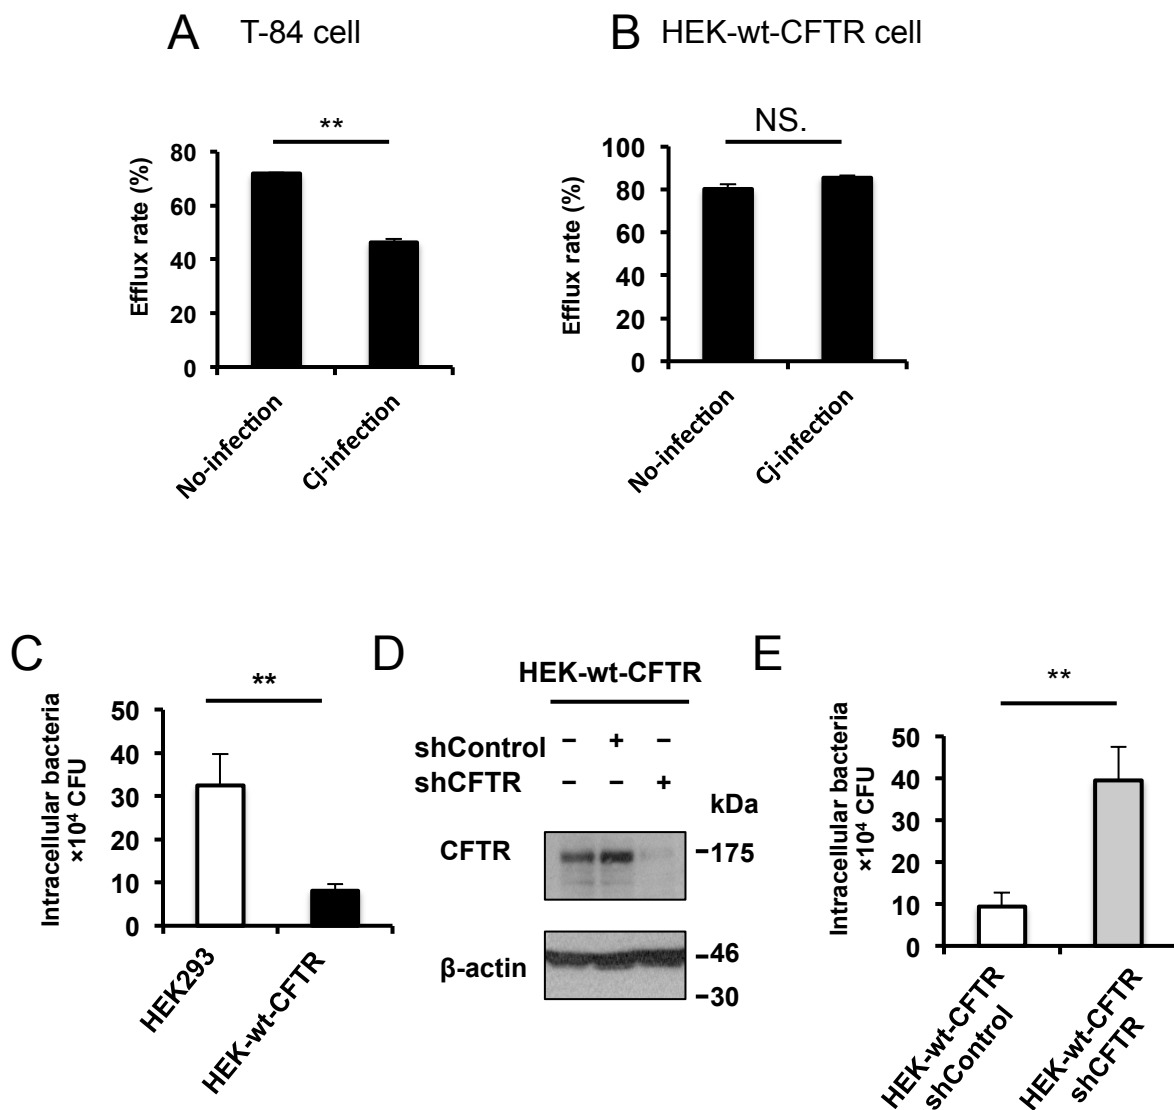 A T-84 cell
B HEK-wt-CFTR cell
**
NS.
Efflux rate (%)
80
60
40
20
0
No-infection
Cj-infection
Efflux rate (%)
100
80
60
40
20
0
No-infection
Cj-infection
C
**
Intracellular bacteria
×10⁴ CFU
50
40
30
20
10
0
HEK293
HEK-wt-CFTR
D
HEK-wt-CFTR
shControl − + −
shCFTR − − +
kDa
CFTR
−175
β-actin
−46
−30
E
**
Intracellular bacteria
×10⁴ CFU
50
40
30
20
10
0
HEK-wt-CFTR
shControl
HEK-wt-CFTR
shCFTR